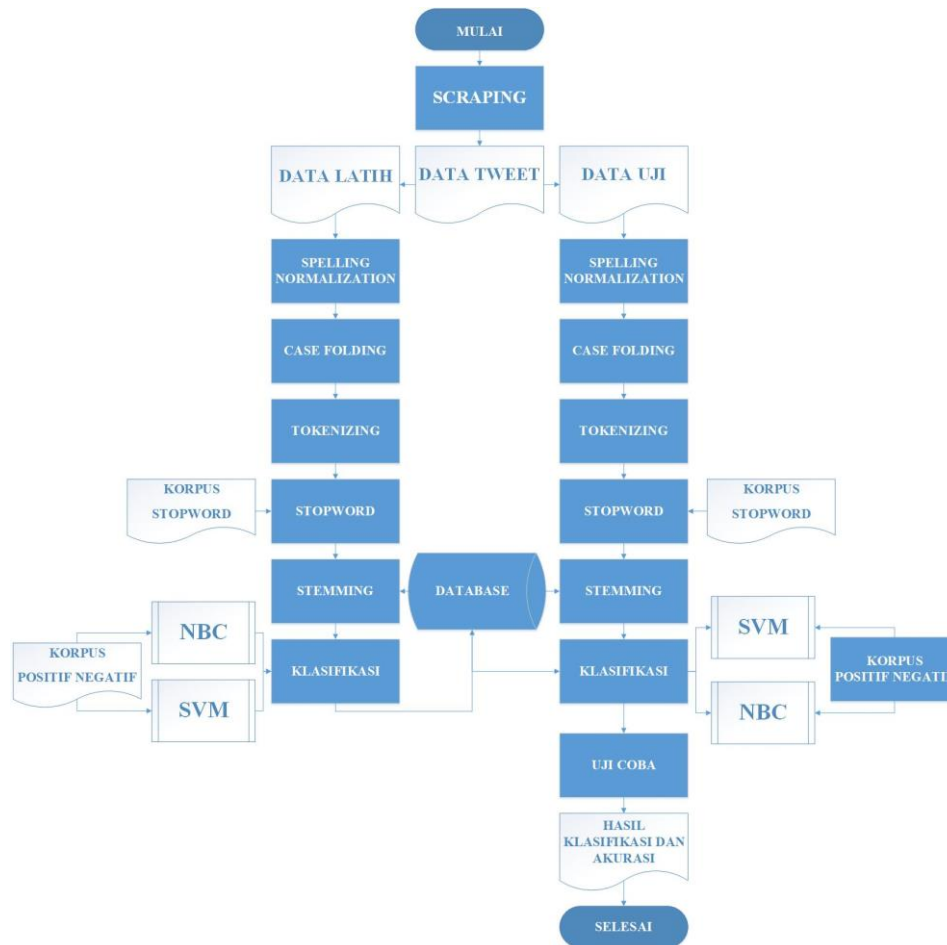 MULAI
SCRAPING
DATA LATIH
DATA TWEET
DATA UJI
SPELLING
NORMALIZATION
SPELLING
NORMALIZATION
CASE FOLDING
CASE FOLDING
TOKENIZING
TOKENIZING
KORPUS
STOPWORD
STOPWORD
STOPWORD
KORPUS
STOPWORD
STEMMING
DATABASE
STEMMING
NBC
SVM
KORPUS
POSITIF NEGATIF
KLASIFIKASI
KLASIFIKASI
KORPUS
POSITIF NEGATIF
SVM
NBC
UJI COBA
HASIL
KLASIFIKASI DAN
AKURASI
SELESAI